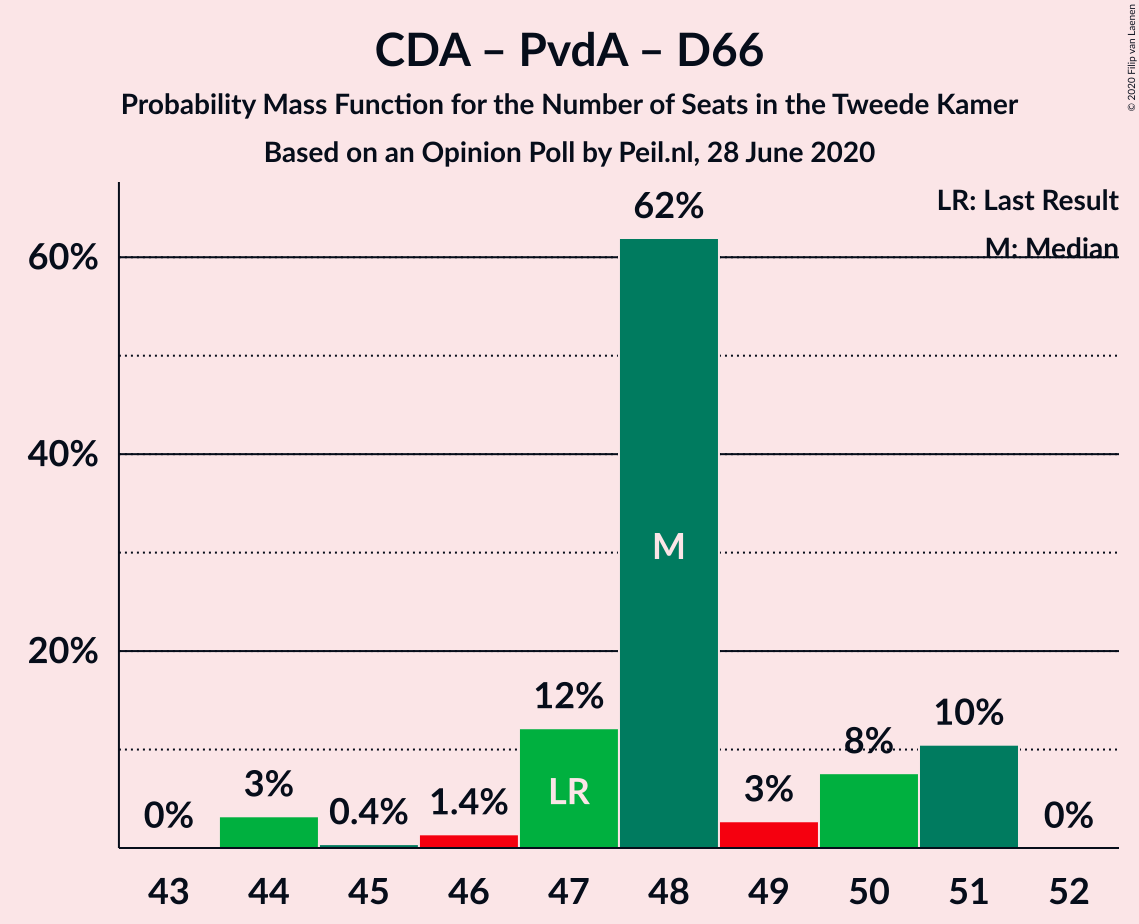 CDA – PvdA – D66
Probability Mass Function for the Number of Seats in the Tweede Kamer
Based on an Opinion Poll by Peil.nl, 28 June 2020
© 2020 Filip van Laenen
LR: Last Result
M: Median
60%
40%
20%
0%
3%
0.4%
1.4%
12%
62%
3%
8%
10%
0%
LR
M
43 44 45 46 47 48 49 50 51 52